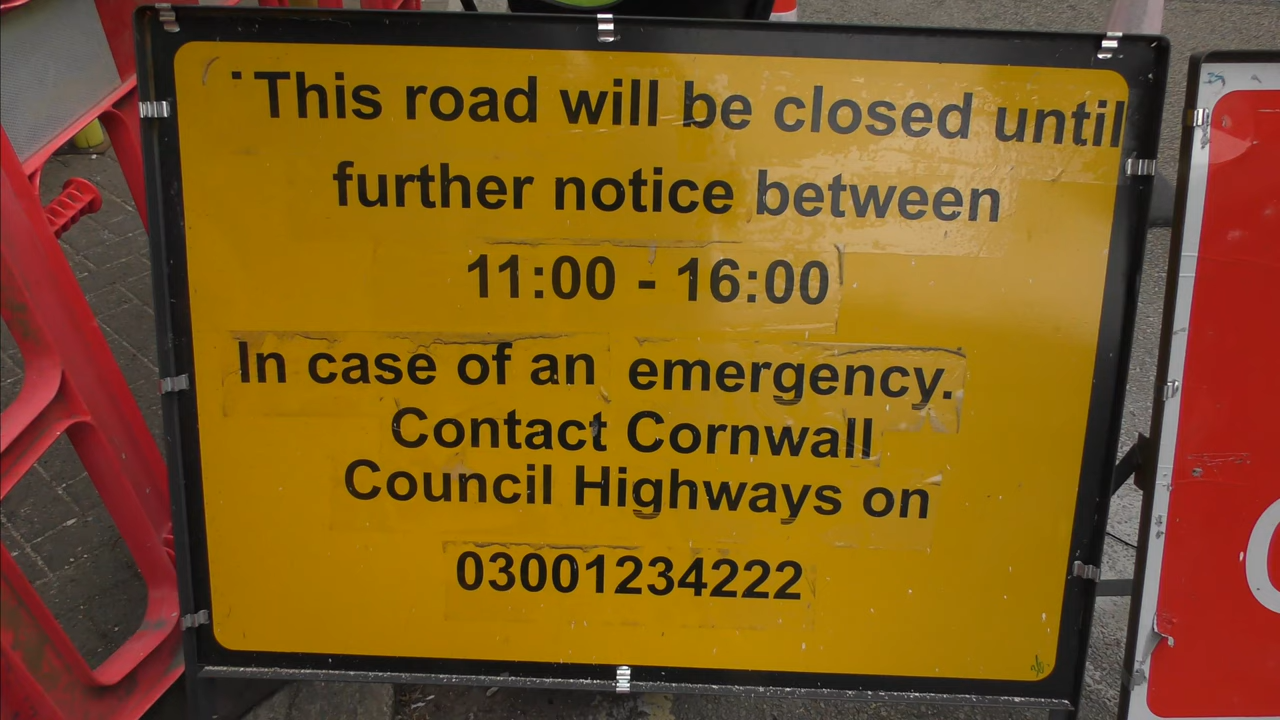 This road will be closed until
further notice between
11:00 - 16:00
In case of an emergency.
Contact Cornwall
Council Highways on
03001234222